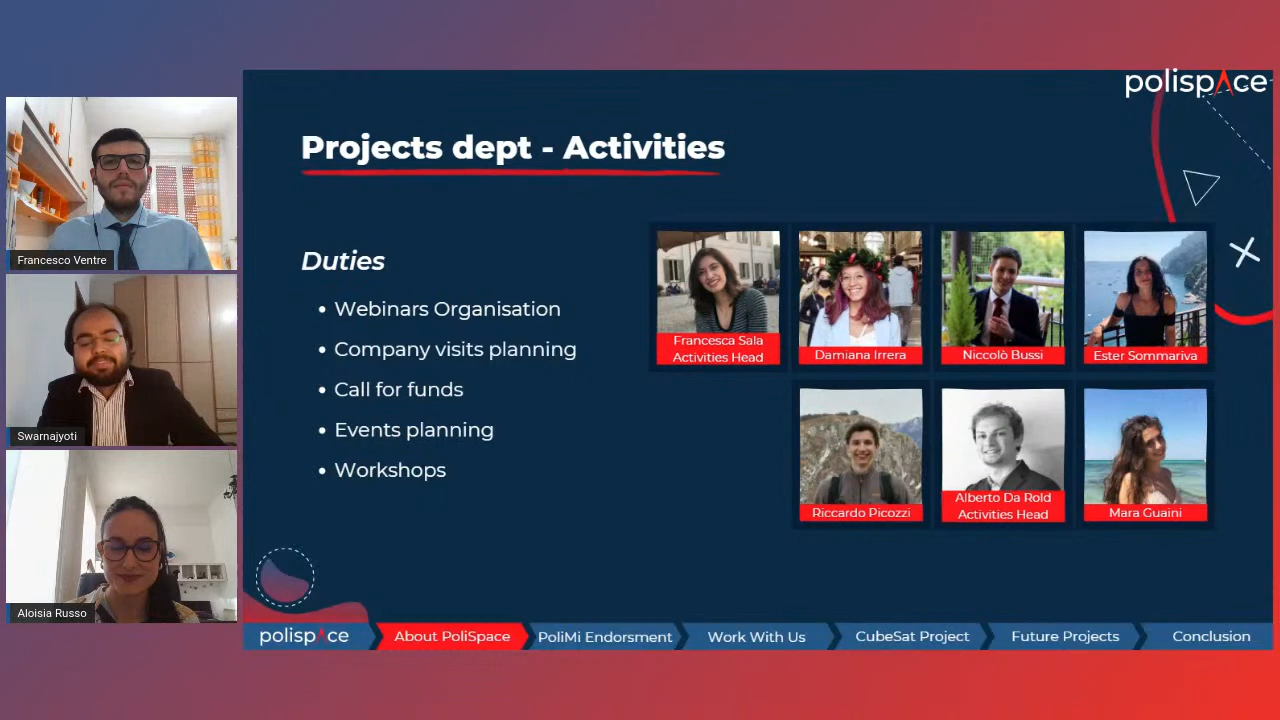 polispace
Francesco Ventre
Swarnajyoti
Aloisia Russo
Projects dept - Activities
Duties
• Webinars Organisation
• Company visits planning
• Call for funds
• Events planning
• Workshops
Francesca Sala
Activities Head
Damiana Irrera
Niccolò Bussi
Ester Sommariva
Riccardo Picozzi
Alberto Da Rold
Activities Head
Mara Guaini
polispace
About PoliSpace
PoliMi Endorsment
Work With Us
CubeSat Project
Future Projects
Conclusion